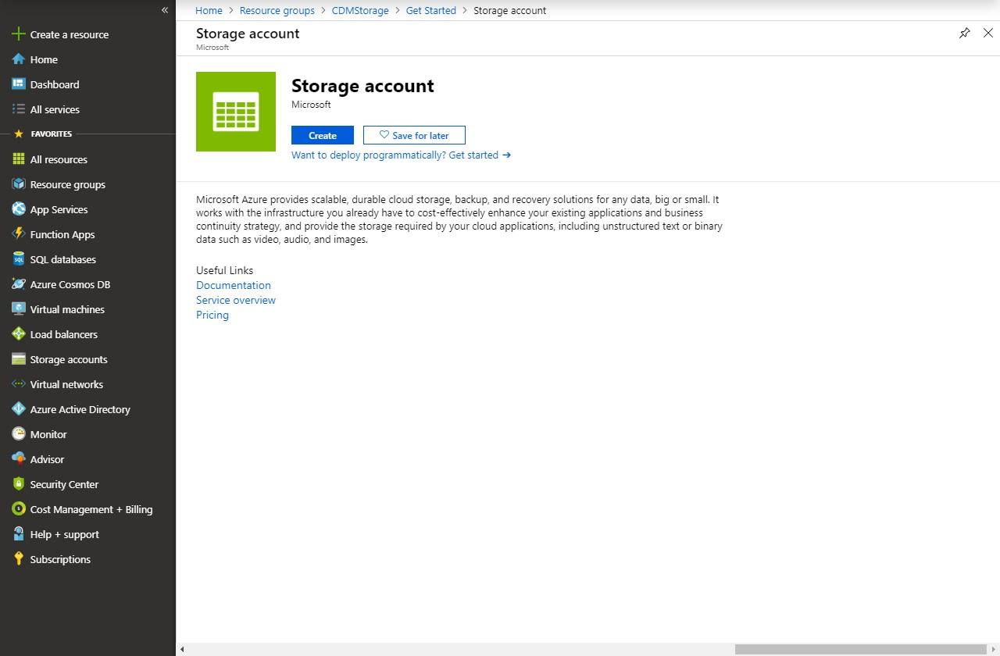 «
Create a resource
Home
Dashboard
All services
FAVORITES
All resources
Resource groups
App Services
Function Apps
SQL databases
Azure Cosmos DB
Virtual machines
Load balancers
Storage accounts
Virtual networks
Azure Active Directory
Monitor
Advisor
Security Center
Cost Management + Billing
Help + support
Subscriptions
Home > Resource groups > CDMStorage > Get Started > Storage account
Storage account
Microsoft
Storage account
Microsoft
Create
Save for later
Want to deploy programmatically? Get started →
Microsoft Azure provides scalable, durable cloud storage, backup, and recovery solutions for any data, big or small. It
works with the infrastructure you already have to cost-effectively enhance your existing applications and business
continuity strategy, and provide the storage required by your cloud applications, including unstructured text or binary
data such as video, audio, and images.
Useful Links
Documentation
Service overview
Pricing